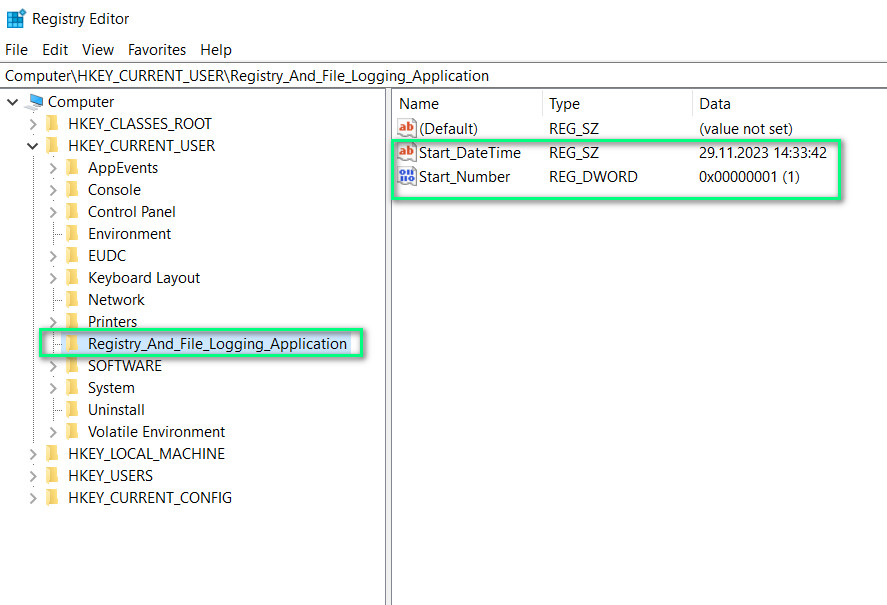 Registry Editor
File Edit View Favorites Help
Computer\HKEY_CURRENT_USER\Registry_And_File_Logging_Application
Computer
HKEY_CLASSES_ROOT
HKEY_CURRENT_USER
AppEvents
Console
Control Panel
Environment
EUDC
Keyboard Layout
Network
Printers
Registry_And_File_Logging_Application
SOFTWARE
System
Uninstall
Volatile Environment
HKEY_LOCAL_MACHINE
HKEY_USERS
HKEY_CURRENT_CONFIG
Name Type Data
ab (Default) REG_SZ (value not set)
ab Start_DateTime REG_SZ 29.11.2023 14:33:42
Start_Number REG_DWORD 0x00000001 (1)